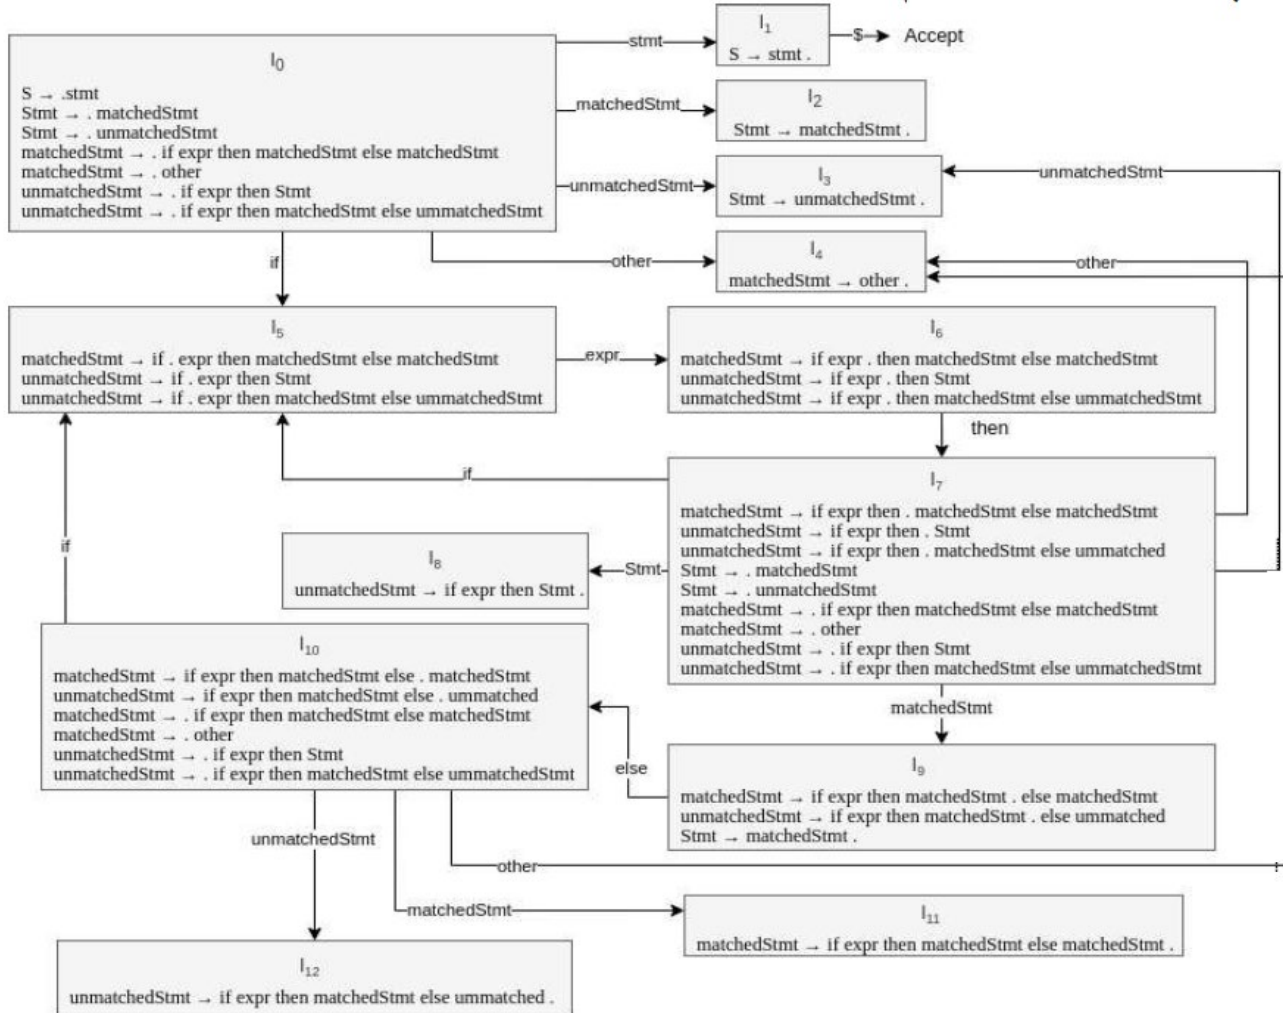 I0
S → .stmt
Stmt → . matchedStmt
Stmt → . unmatchedStmt
matchedStmt → . if expr then matchedStmt else matchedStmt
matchedStmt → . other
unmatchedStmt → . if expr then Stmt
unmatchedStmt → . if expr then matchedStmt else ummatchedStmt
stmt
I1
S → stmt .
$
Accept
matchedStmt
I2
Stmt → matchedStmt .
unmatchedStmt
I3
Stmt → unmatchedStmt .
unmatchedStmt
if
other
I4
matchedStmt → other .
other
I5
matchedStmt → if . expr then matchedStmt else matchedStmt
unmatchedStmt → if . expr then Stmt
unmatchedStmt → if . expr then matchedStmt else ummatchedStmt
expr
I6
matchedStmt → if expr . then matchedStmt else matchedStmt
unmatchedStmt → if expr . then Stmt
unmatchedStmt → if expr . then matchedStmt else ummatchedStmt
then
if
I7
matchedStmt → if expr then . matchedStmt else matchedStmt
unmatchedStmt → if expr then . Stmt
unmatchedStmt → if expr then . matchedStmt else ummatched
Stmt → . matchedStmt
Stmt → . unmatchedStmt
matchedStmt → . if expr then matchedStmt else matchedStmt
matchedStmt → . other
unmatchedStmt → . if expr then Stmt
unmatchedStmt → . if expr then matchedStmt else ummatchedStmt
if
I8
unmatchedStmt → if expr then Stmt .
Stmt
I10
matchedStmt → if expr then matchedStmt else . matchedStmt
unmatchedStmt → if expr then matchedStmt else . ummatched
matchedStmt → . if expr then matchedStmt else matchedStmt
matchedStmt → . other
unmatchedStmt → . if expr then Stmt
unmatchedStmt → . if expr then matchedStmt else ummatchedStmt
matchedStmt
else
I9
matchedStmt → if expr then matchedStmt . else matchedStmt
unmatchedStmt → if expr then matchedStmt . else ummatched
Stmt → matchedStmt .
unmatchedStmt
other
matchedStmt
I11
matchedStmt → if expr then matchedStmt else matchedStmt .
I12
unmatchedStmt → if expr then matchedStmt else ummatched .